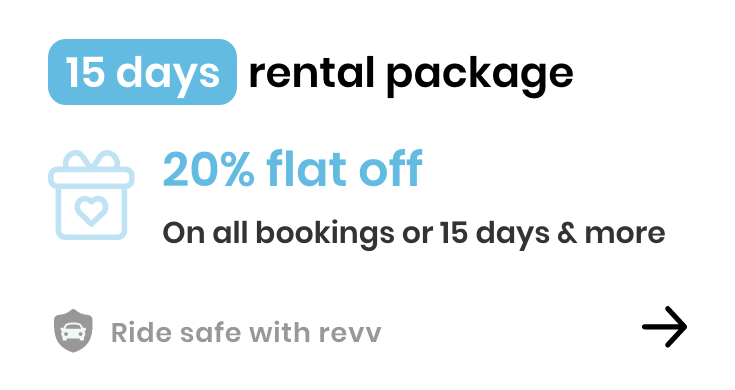 15 days rental package
20% flat off
On all bookings or 15 days & more
Ride safe with revv